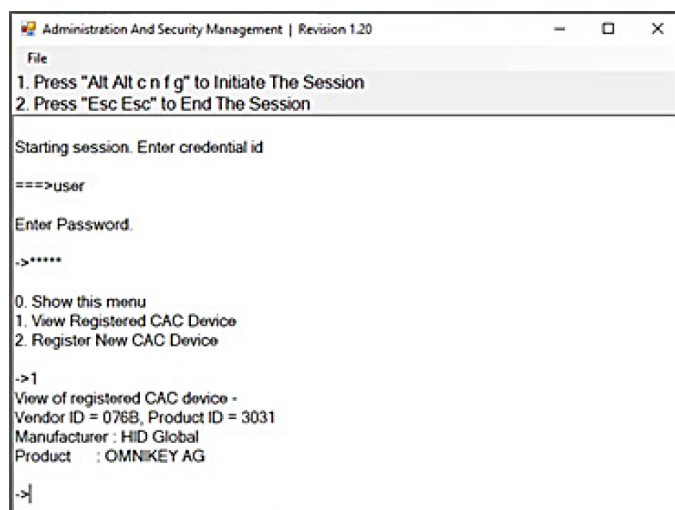 Administration And Security Management | Revision 1.20
File
1. Press "Alt Alt c n f g" to Initiate The Session
2. Press "Esc Esc" to End The Session
Starting session. Enter credential id
===>user
Enter Password.
->*****
0. Show this menu
1. View Registered CAC Device
2. Register New CAC Device
->1
View of registered CAC device -
Vendor ID = 076B, Product ID = 3031
Manufacturer : HID Global
Product : OMNIKEY AG
->